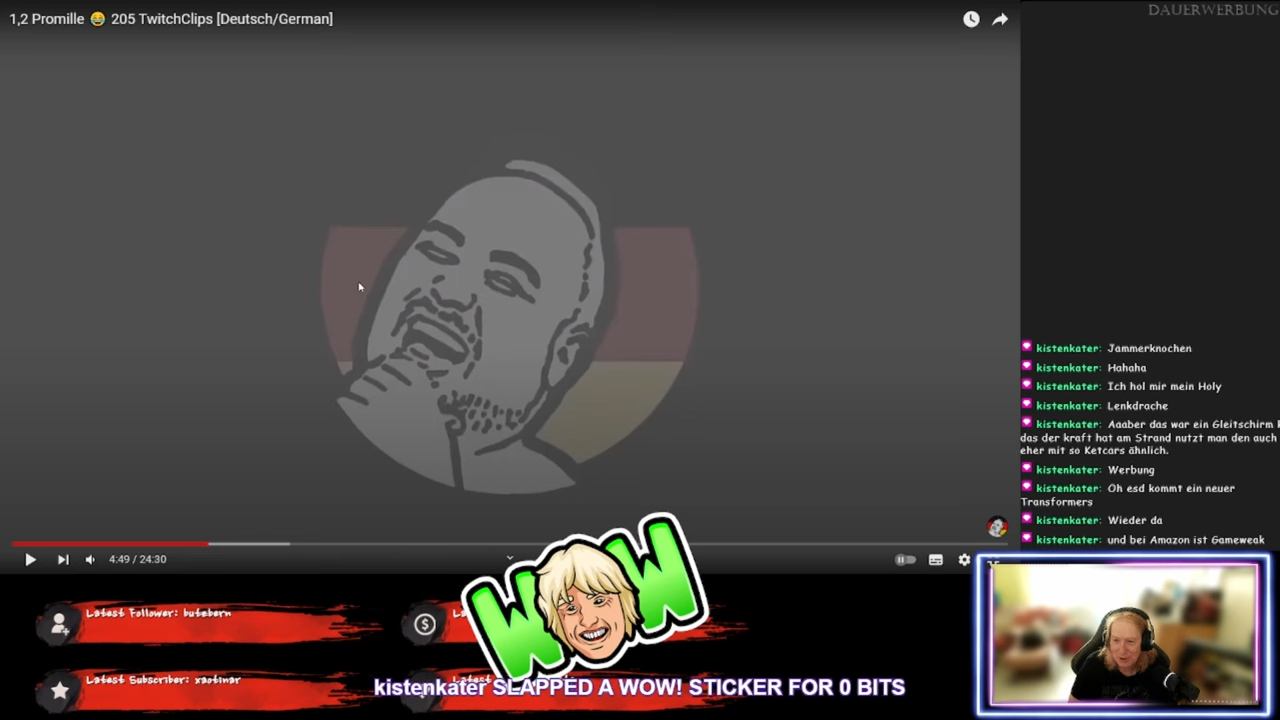 1,2 Promille 😂 205 TwitchClips [Deutsch/German]
DAUERWERBUNG
kistenkater: Jammerknochen
kistenkater: Hahaha
kistenkater: Ich hol mir mein Holy
kistenkater: Lenkdrache
kistenkater: Aaaber das war ein Gleitschirm
das der kraft hat am Strand nutzt man den auch
eher mit so Ketcars ähnlich.
kistenkater: Werbung
kistenkater: Oh esd kommt ein neuer
Transformers
kistenkater: Wieder da
kistenkater: und bei Amazon ist Gameweak
4:49 / 24:30
Latest Follower: butebern
Latest Subscriber: xactinar
WOW
kistenkater SLAPPED A WOW! STICKER FOR 0 BITS